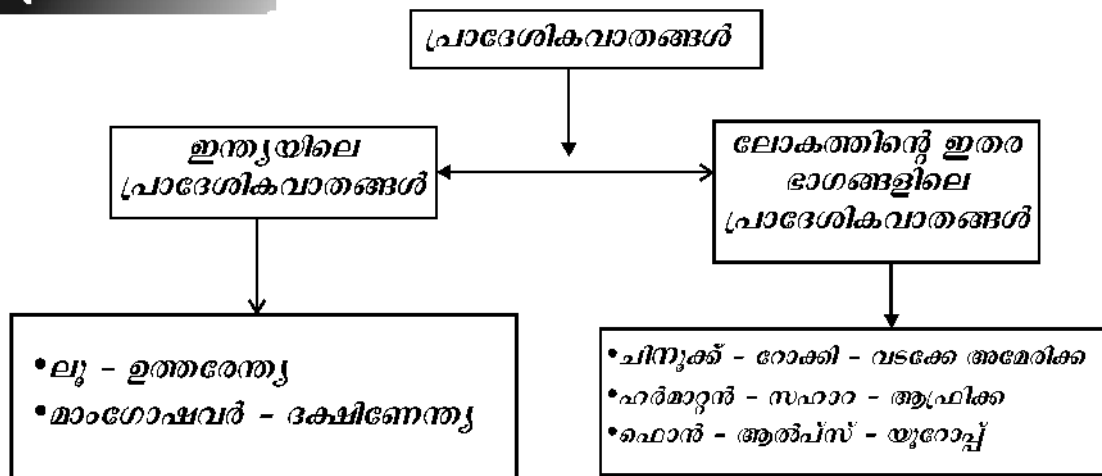 പ്രാദേശികവാതങ്ങൾ
ഇന്ത്യയിലെ
പ്രാദേശികവാതങ്ങൾ
ലോകത്തിന്റെ ഇതര
ഭാഗങ്ങളിലെ
പ്രാദേശികവാതങ്ങൾ
•ലൂ - ഉത്തരേന്ത്യ
•മാംഗോഷവർ - ദക്ഷിണേന്ത്യ
•ചിനൂക്ക് - റോക്കി - വടക്കേ അമേരിക്ക
•ഹർമാറ്റൻ - സഹാറ - ആഫ്രിക്ക
•ഫൊൻ - ആൽപ്സ് - യൂറോപ്പ്